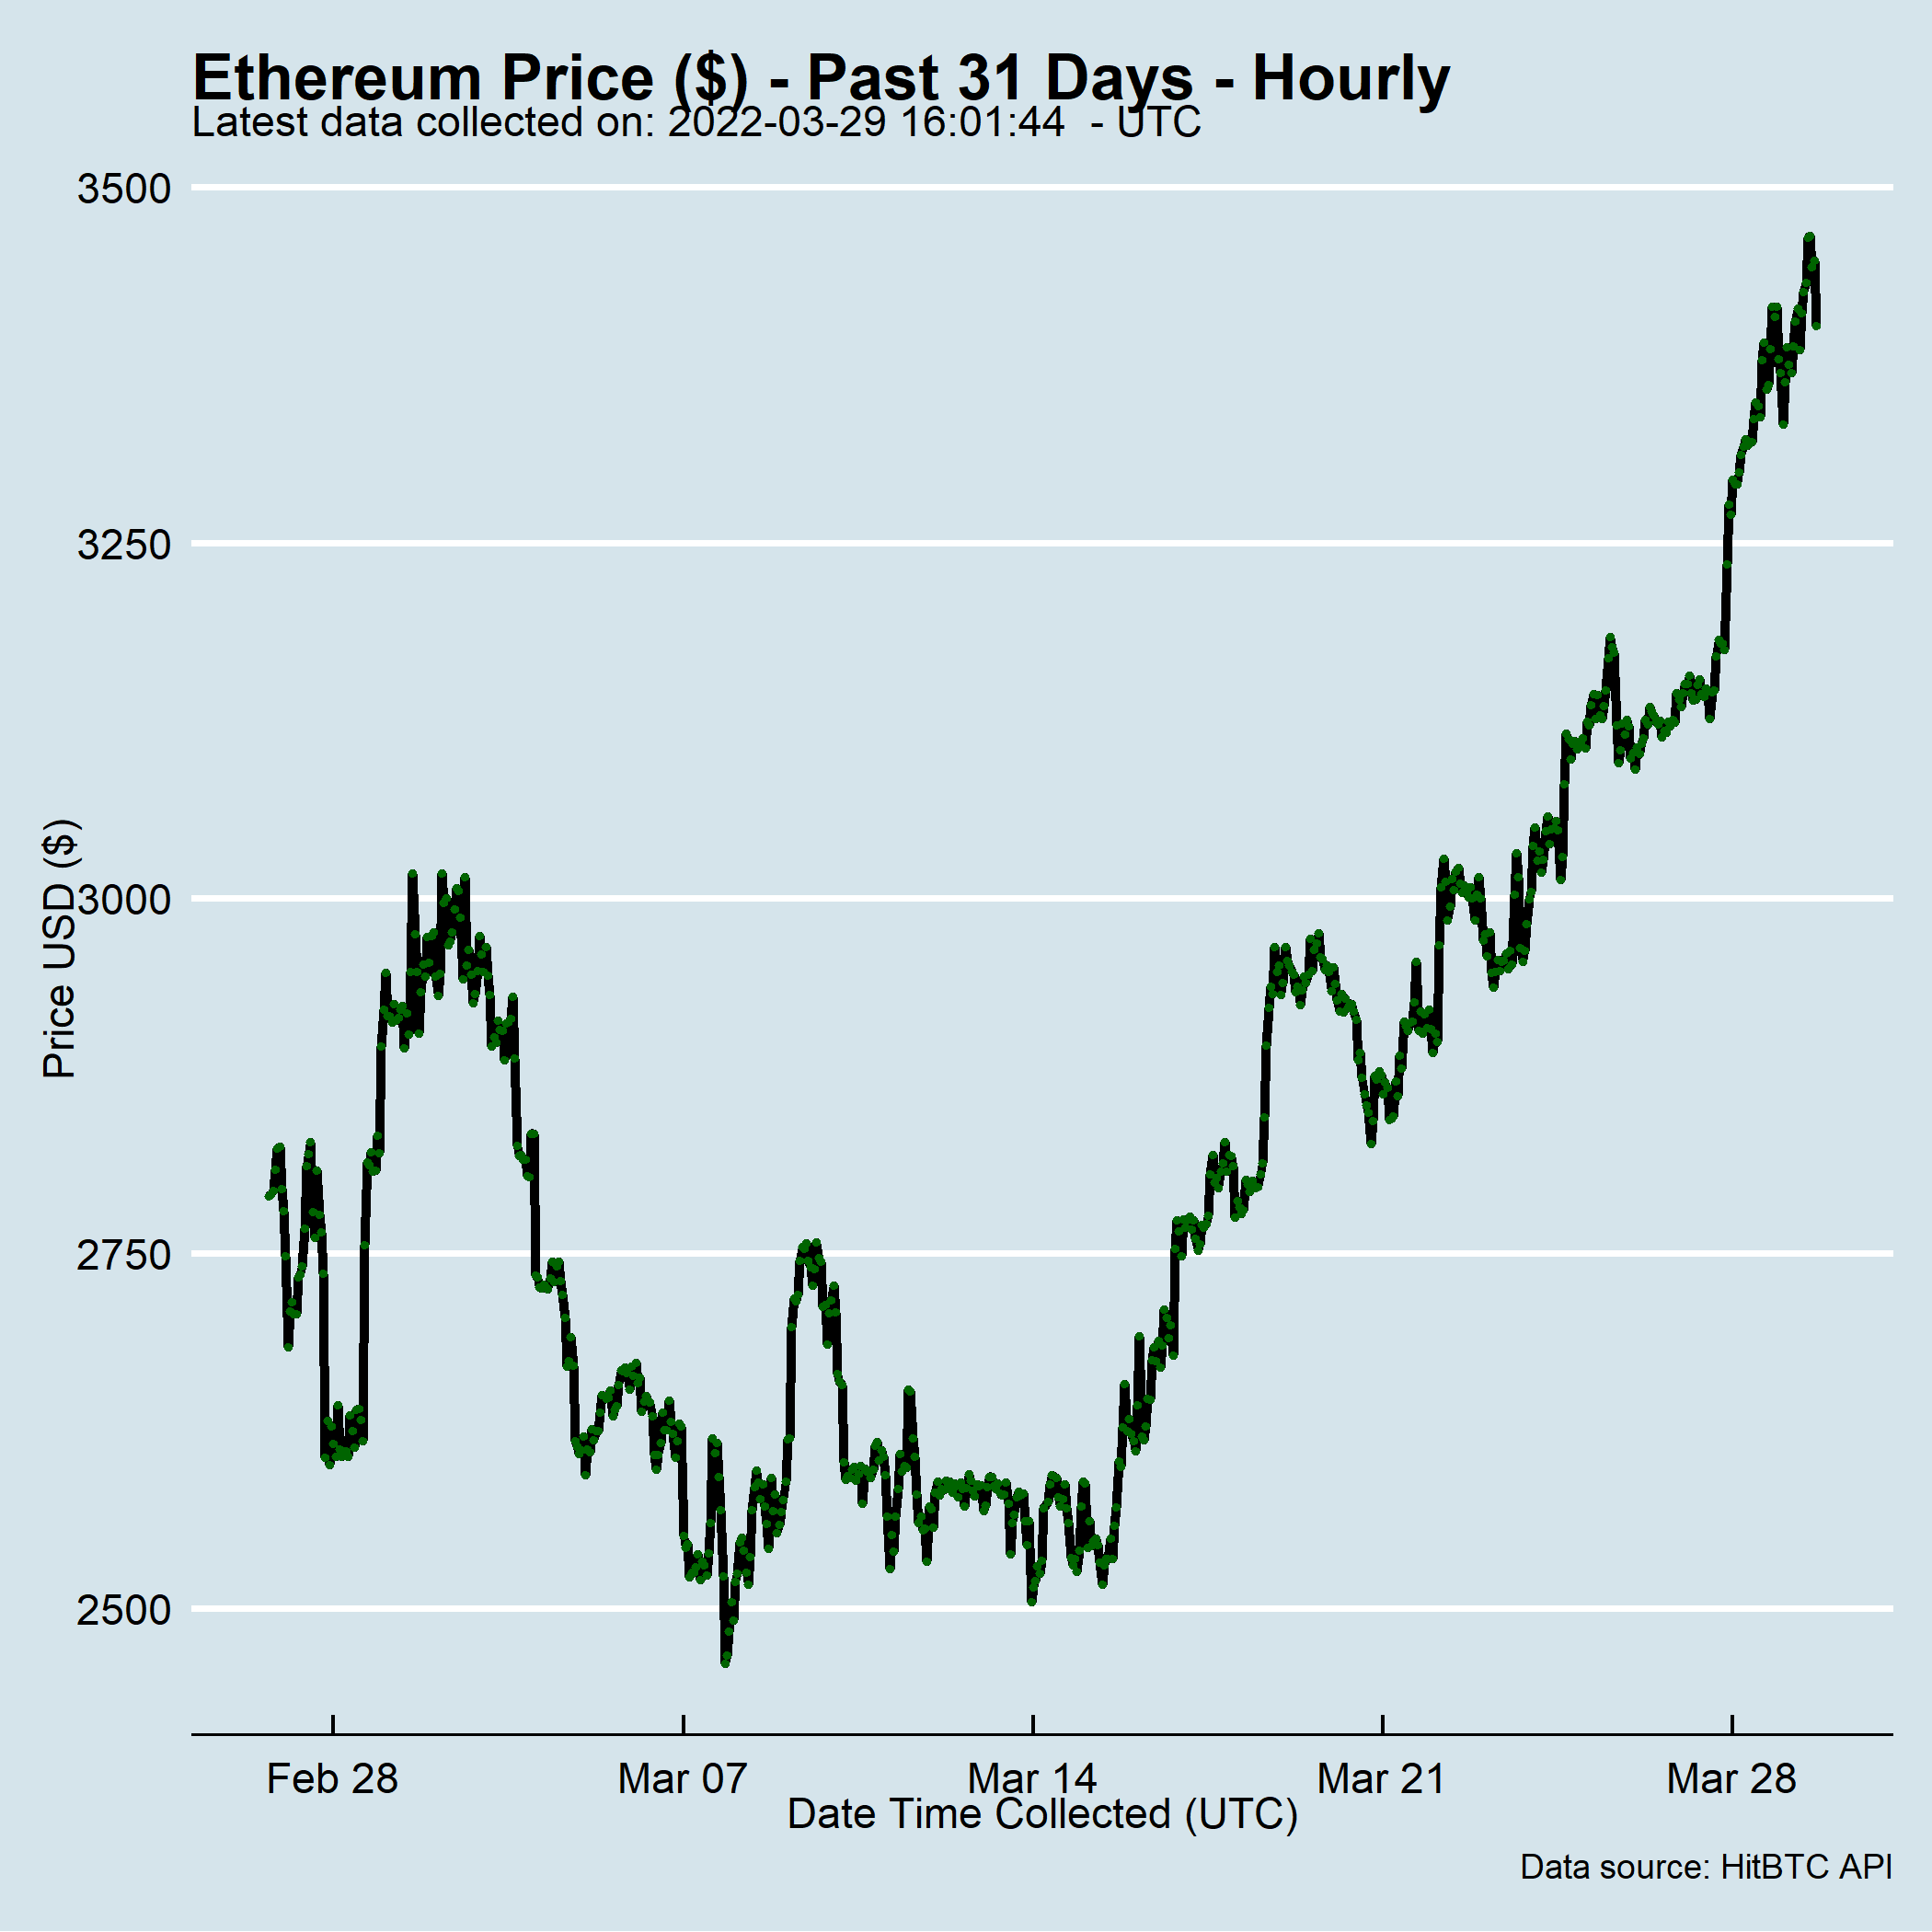 Ethereum Price ($) - Past 31 Days - Hourly
Latest data collected on: 2022-03-29 16:01:44  - UTC
3500
3250
3000
2750
2500
Price USD ($)
Feb 28
Mar 07
Mar 14
Mar 21
Mar 28
Date Time Collected (UTC)
Data source: HitBTC API